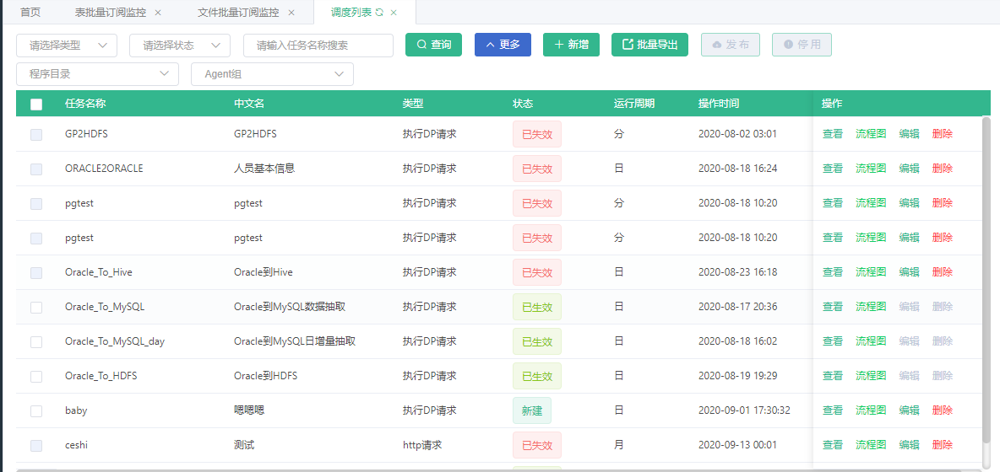 首页 表批量订阅监控 文件批量订阅监控 调度列表
请选择类型 请选择状态 请输入任务名称搜索 查询 更多 新增 批量导出 发布 停用
程序目录 Agent组
任务名称 中文名 类型 状态 运行周期 操作时间 操作
GP2HDFS GP2HDFS 执行DP请求 已失效 分 2020-08-02 03:01 查看 流程图 编辑 删除
ORACLE2ORACLE 人员基本信息 执行DP请求 已失效 日 2020-08-18 16:24 查看 流程图 编辑 删除
pgtest pgtest 执行DP请求 已失效 分 2020-08-18 10:20 查看 流程图 编辑 删除
pgtest pgtest 执行DP请求 已失效 分 2020-08-18 10:20 查看 流程图 编辑 删除
Oracle_To_Hive Oracle到Hive 执行DP请求 已失效 日 2020-08-23 16:18 查看 流程图 编辑 删除
Oracle_To_MySQL Oracle到MySQL数据抽取 执行DP请求 已生效 日 2020-08-17 20:36 查看 流程图 编辑 删除
Oracle_To_MySQL_day Oracle到MySQL日增量抽取 执行DP请求 已生效 日 2020-08-18 16:02 查看 流程图 编辑 删除
Oracle_To_HDFS Oracle到HDFS 执行DP请求 已生效 日 2020-08-19 19:29 查看 流程图 编辑 删除
baby 嗯嗯嗯 执行DP请求 新建 日 2020-09-01 17:30:32 查看 流程图 编辑 删除
ceshi 测试 http请求 已失效 月 2020-09-13 00:01 查看 流程图 编辑 删除